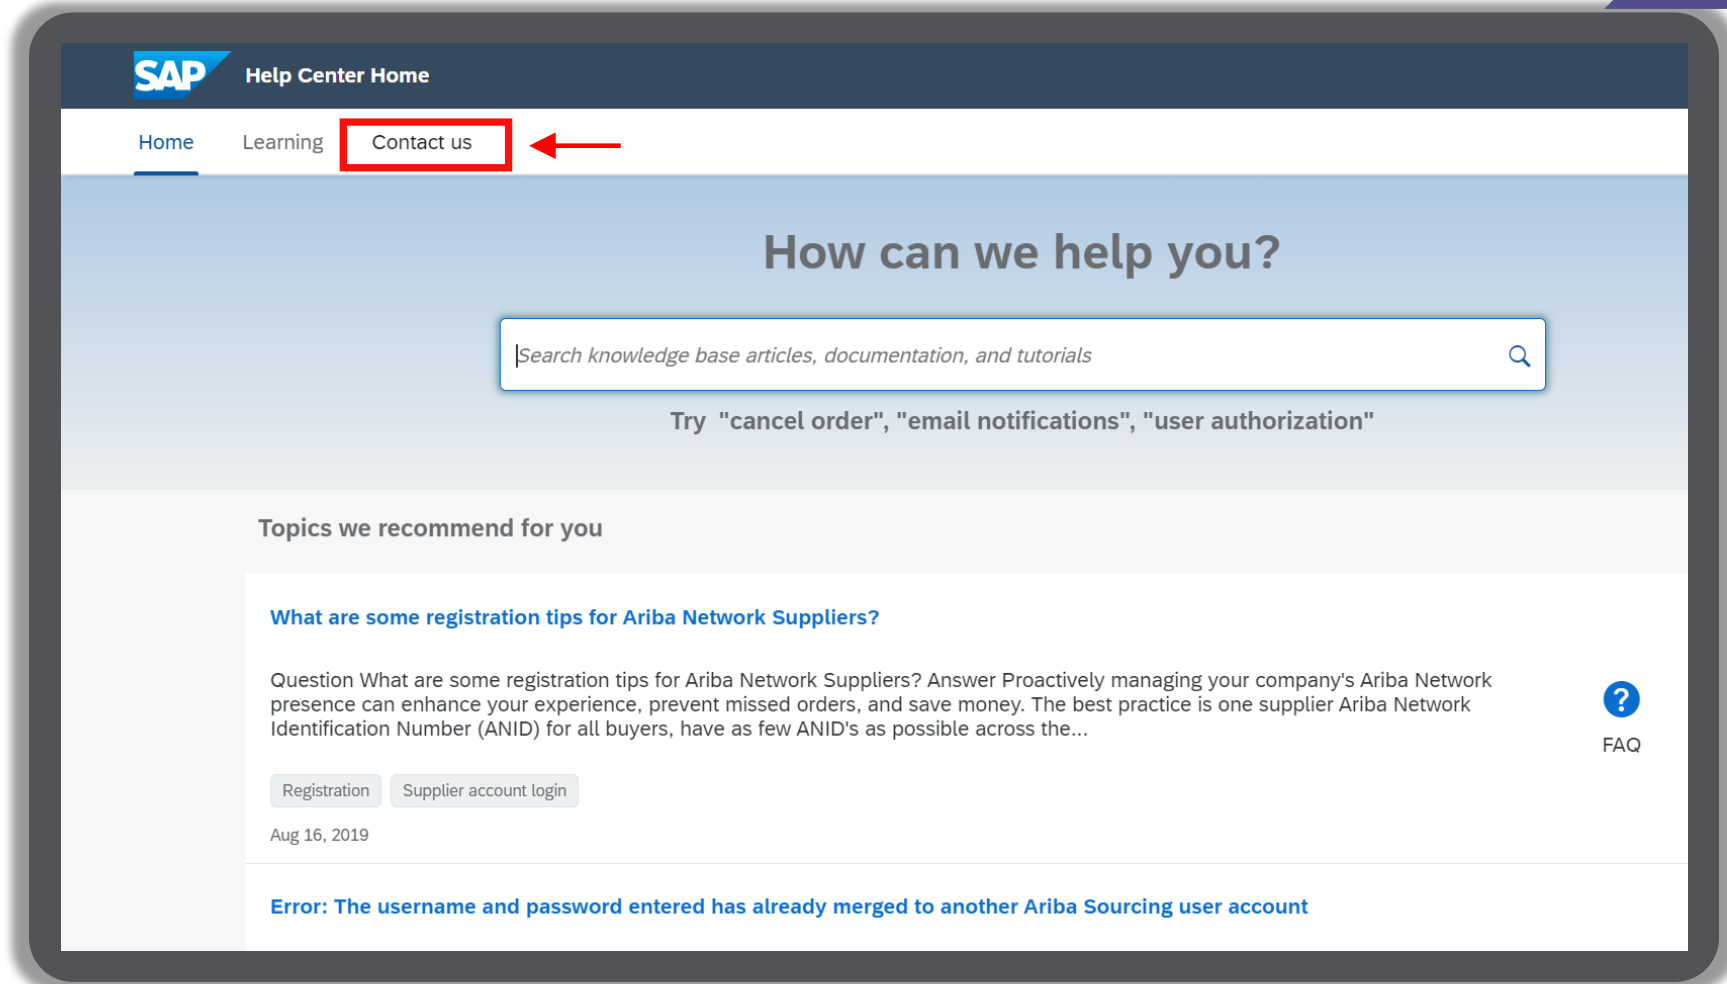 SAP Help Center Home
Home Learning Contact us
How can we help you?
Search knowledge base articles, documentation, and tutorials
Try "cancel order", "email notifications", "user authorization"
Topics we recommend for you
What are some registration tips for Ariba Network Suppliers?
Question What are some registration tips for Ariba Network Suppliers? Answer Proactively managing your company's Ariba Network
presence can enhance your experience, prevent missed orders, and save money. The best practice is one supplier Ariba Network
Identification Number (ANID) for all buyers, have as few ANID's as possible across the...
?
FAQ
Registration Supplier account login
Aug 16, 2019
Error: The username and password entered has already merged to another Ariba Sourcing user account